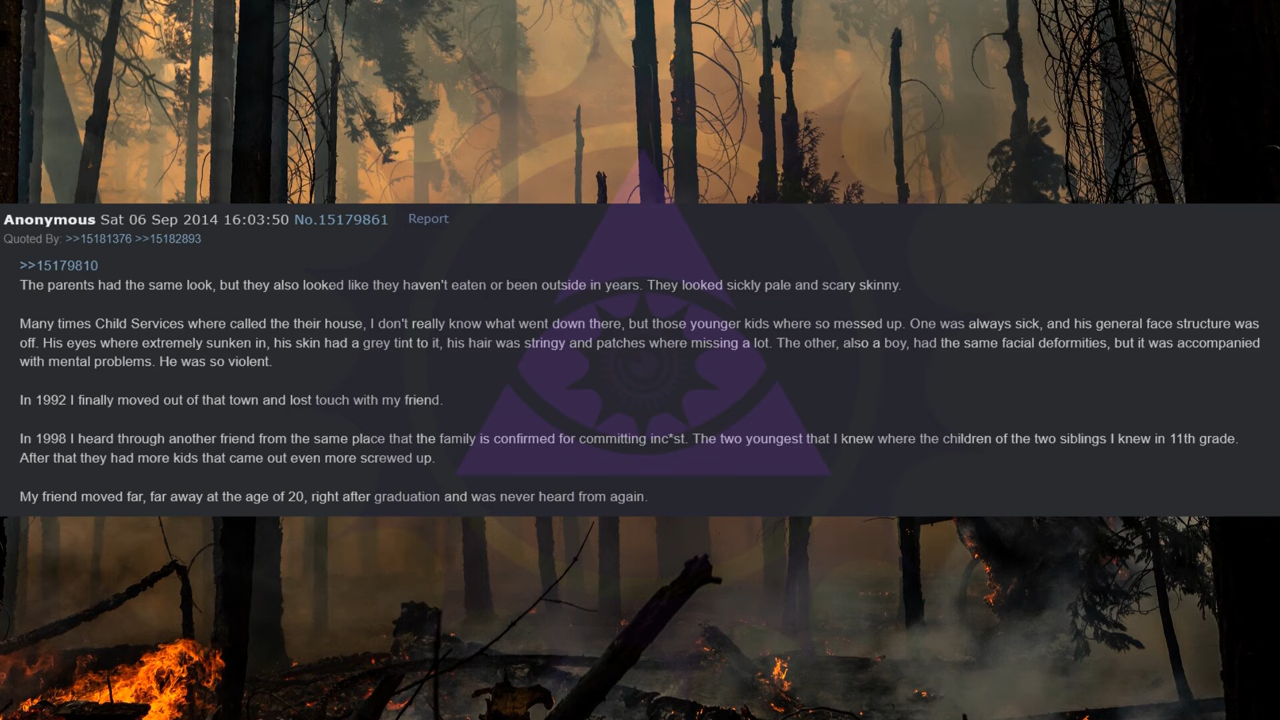 Anonymous Sat 06 Sep 2014 16:03:50 No.15179861 Report
Quoted By: >>15181376 >>15182893
>>15179810
The parents had the same look, but they also looked like they haven't eaten or been outside in years. They looked sickly pale and scary skinny.
Many times Child Services where called the their house, I don't really know what went down there, but those younger kids where so messed up. One was always sick, and his general face structure was
off. His eyes where extremely sunken in, his skin had a grey tint to it, his hair was stringy and patches where missing a lot. The other, also a boy, had the same facial deformities, but it was accompanied
with mental problems. He was so violent.
In 1992 I finally moved out of that town and lost touch with my friend.
In 1998 I heard through another friend from the same place that the family is confirmed for committing inc*st. The two youngest that I knew where the children of the two siblings I knew in 11th grade.
After that they had more kids that came out even more screwed up.
My friend moved far, far away at the age of 20, right after graduation and was never heard from again.